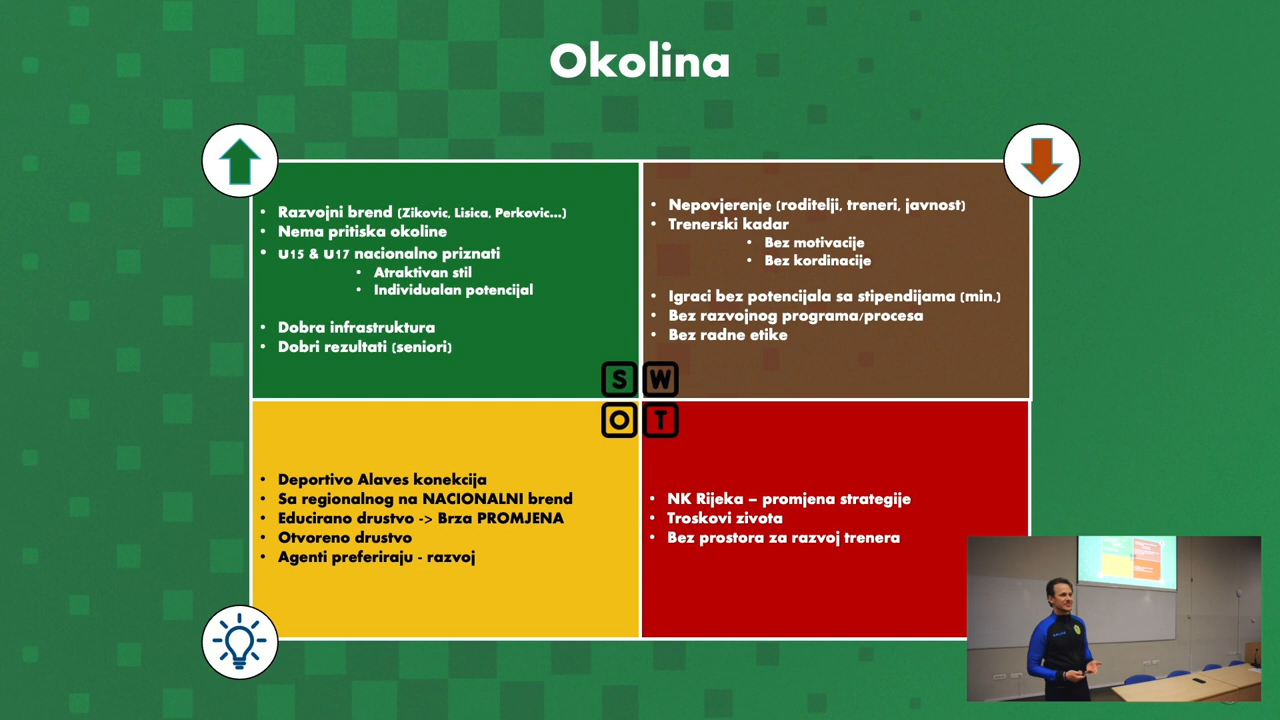 Okolina
Razvojni brend (Zikovic, Lisica, Perkovic...)
Nema pritiska okoline
U15 & U17 nacionalno priznati
Atraktivan stil
Individualan potencijal
Dobra infrastruktura
Dobri rezultati (seniori)
Nepovjerenje (roditelji, treneri, javnost)
Trenerski kadar
Bez motivacije
Bez kordinacije
Igraci bez potencijala sa stipendijama (min.)
Bez razvojnog programa/procesa
Bez radne etike
S W
O T
Deportivo Alaves konekcija
Sa regionalnog na NACIONALNI brend
Educirano drustvo -> Brza PROMJENA
Otvoreno drustvo
Agenti preferiraju - razvoj
NK Rijeka – promjena strategije
Troskovi zivota
Bez prostora za razvoj trenera